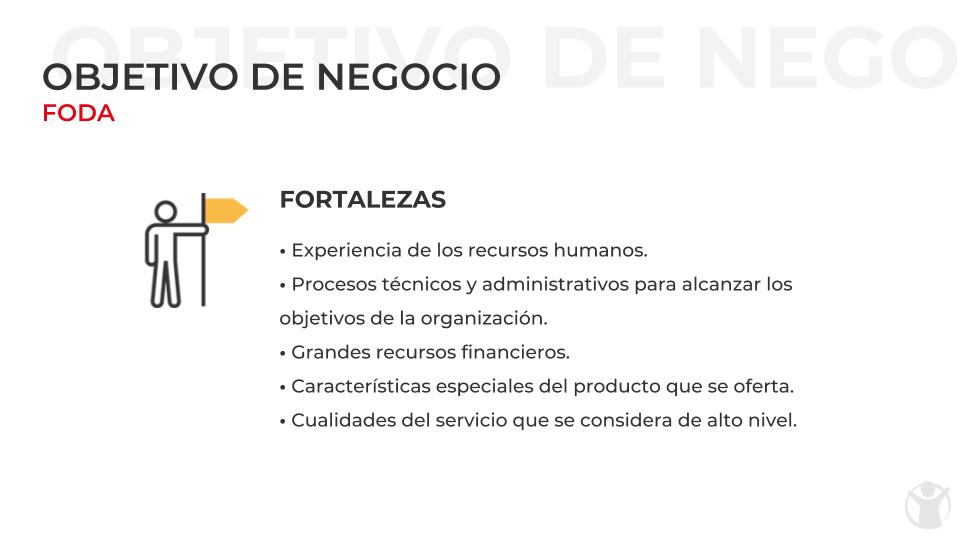 OBJETIVO DE NEGO
OBJETIVO DE NEGOCIO
FODA
FORTALEZAS
• Experiencia de los recursos humanos.
• Procesos técnicos y administrativos para alcanzar los
objetivos de la organización.
• Grandes recursos financieros.
• Características especiales del producto que se oferta.
• Cualidades del servicio que se considera de alto nivel.